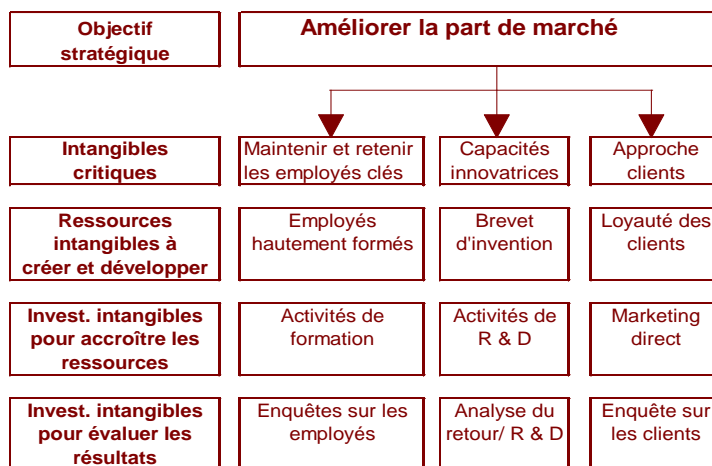 Objectif
stratégique
Améliorer la part de marché
Intangibles
critiques
Maintenir et retenir
les employés clés
Capacités
innovatrices
Approche
clients
Ressources
intangibles à
créer et développer
Employés
hautement formés
Brevet
d'invention
Loyauté des
clients
Invest. intangibles
pour accroître les
ressources
Activités de
formation
Activités de
R & D
Marketing
direct
Invest. intangibles
pour évaluer les
résultats
Enquêtes sur les
employés
Analyse du
retour/ R & D
Enquête sur
les clients